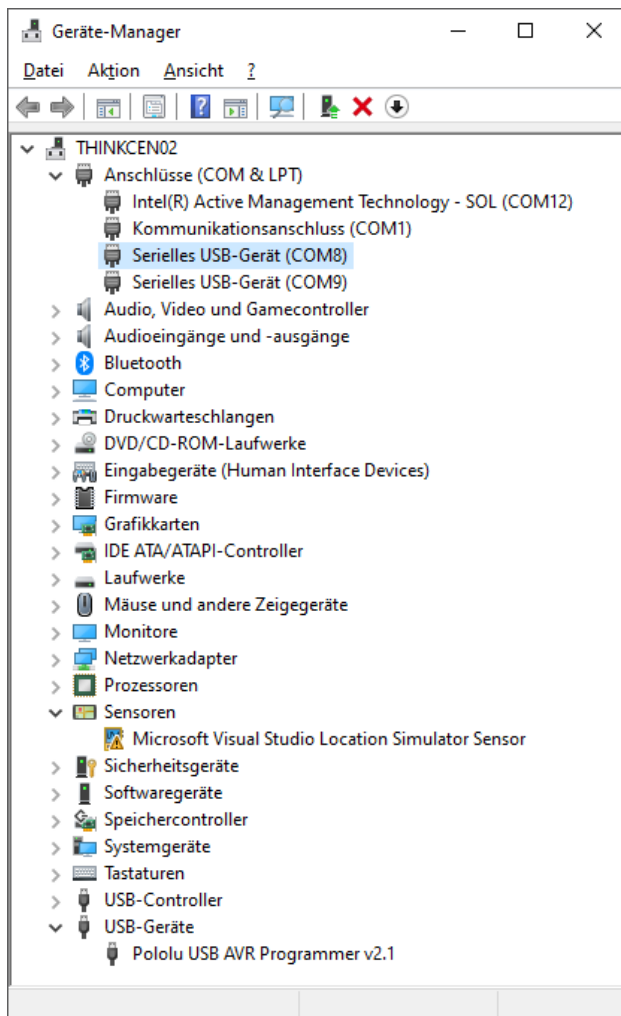 Geräte-Manager
Datei Aktion Ansicht ?
THINKCEN02
Anschlüsse (COM & LPT)
Intel(R) Active Management Technology - SOL (COM12)
Kommunikationsanschluss (COM1)
Serielles USB-Gerät (COM8)
Serielles USB-Gerät (COM9)
Audio, Video und Gamecontroller
Audioeingänge und -ausgänge
Bluetooth
Computer
Druckwarteschlangen
DVD/CD-ROM-Laufwerke
Eingabegeräte (Human Interface Devices)
Firmware
Grafikkarten
IDE ATA/ATAPI-Controller
Laufwerke
Mäuse und andere Zeigegeräte
Monitore
Netzwerkadapter
Prozessoren
Sensoren
Microsoft Visual Studio Location Simulator Sensor
Sicherheitsgeräte
Softwaregeräte
Speichercontroller
Systemgeräte
Tastaturen
USB-Controller
USB-Geräte
Pololu USB AVR Programmer v2.1